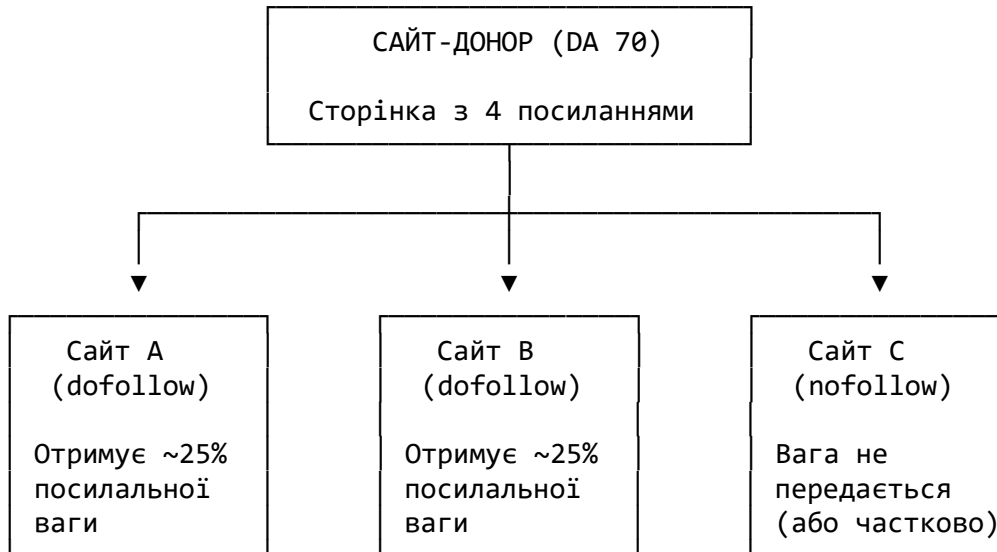 САЙТ-ДОНОР (DA 70)
Сторінка з 4 посиланнями
Сайт A
(dofollow)
Отримує ~25%
посилальної
ваги
Сайт B
(dofollow)
Отримує ~25%
посилальної
ваги
Сайт C
(nofollow)
Вага не
передається
(або частково)